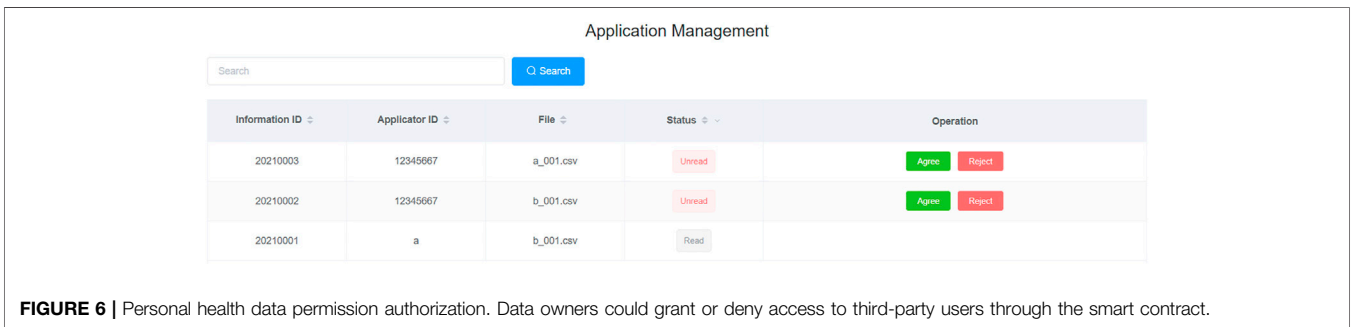 Application Management
Search Search
Information ID Applicator ID File Status Operation
20210003 12345667 a_001.csv Unread Agree Reject
20210002 12345667 b_001.csv Unread Agree Reject
20210001 a b_001.csv Read
FIGURE 6 | Personal health data permission authorization. Data owners could grant or deny access to third-party users through the smart contract.